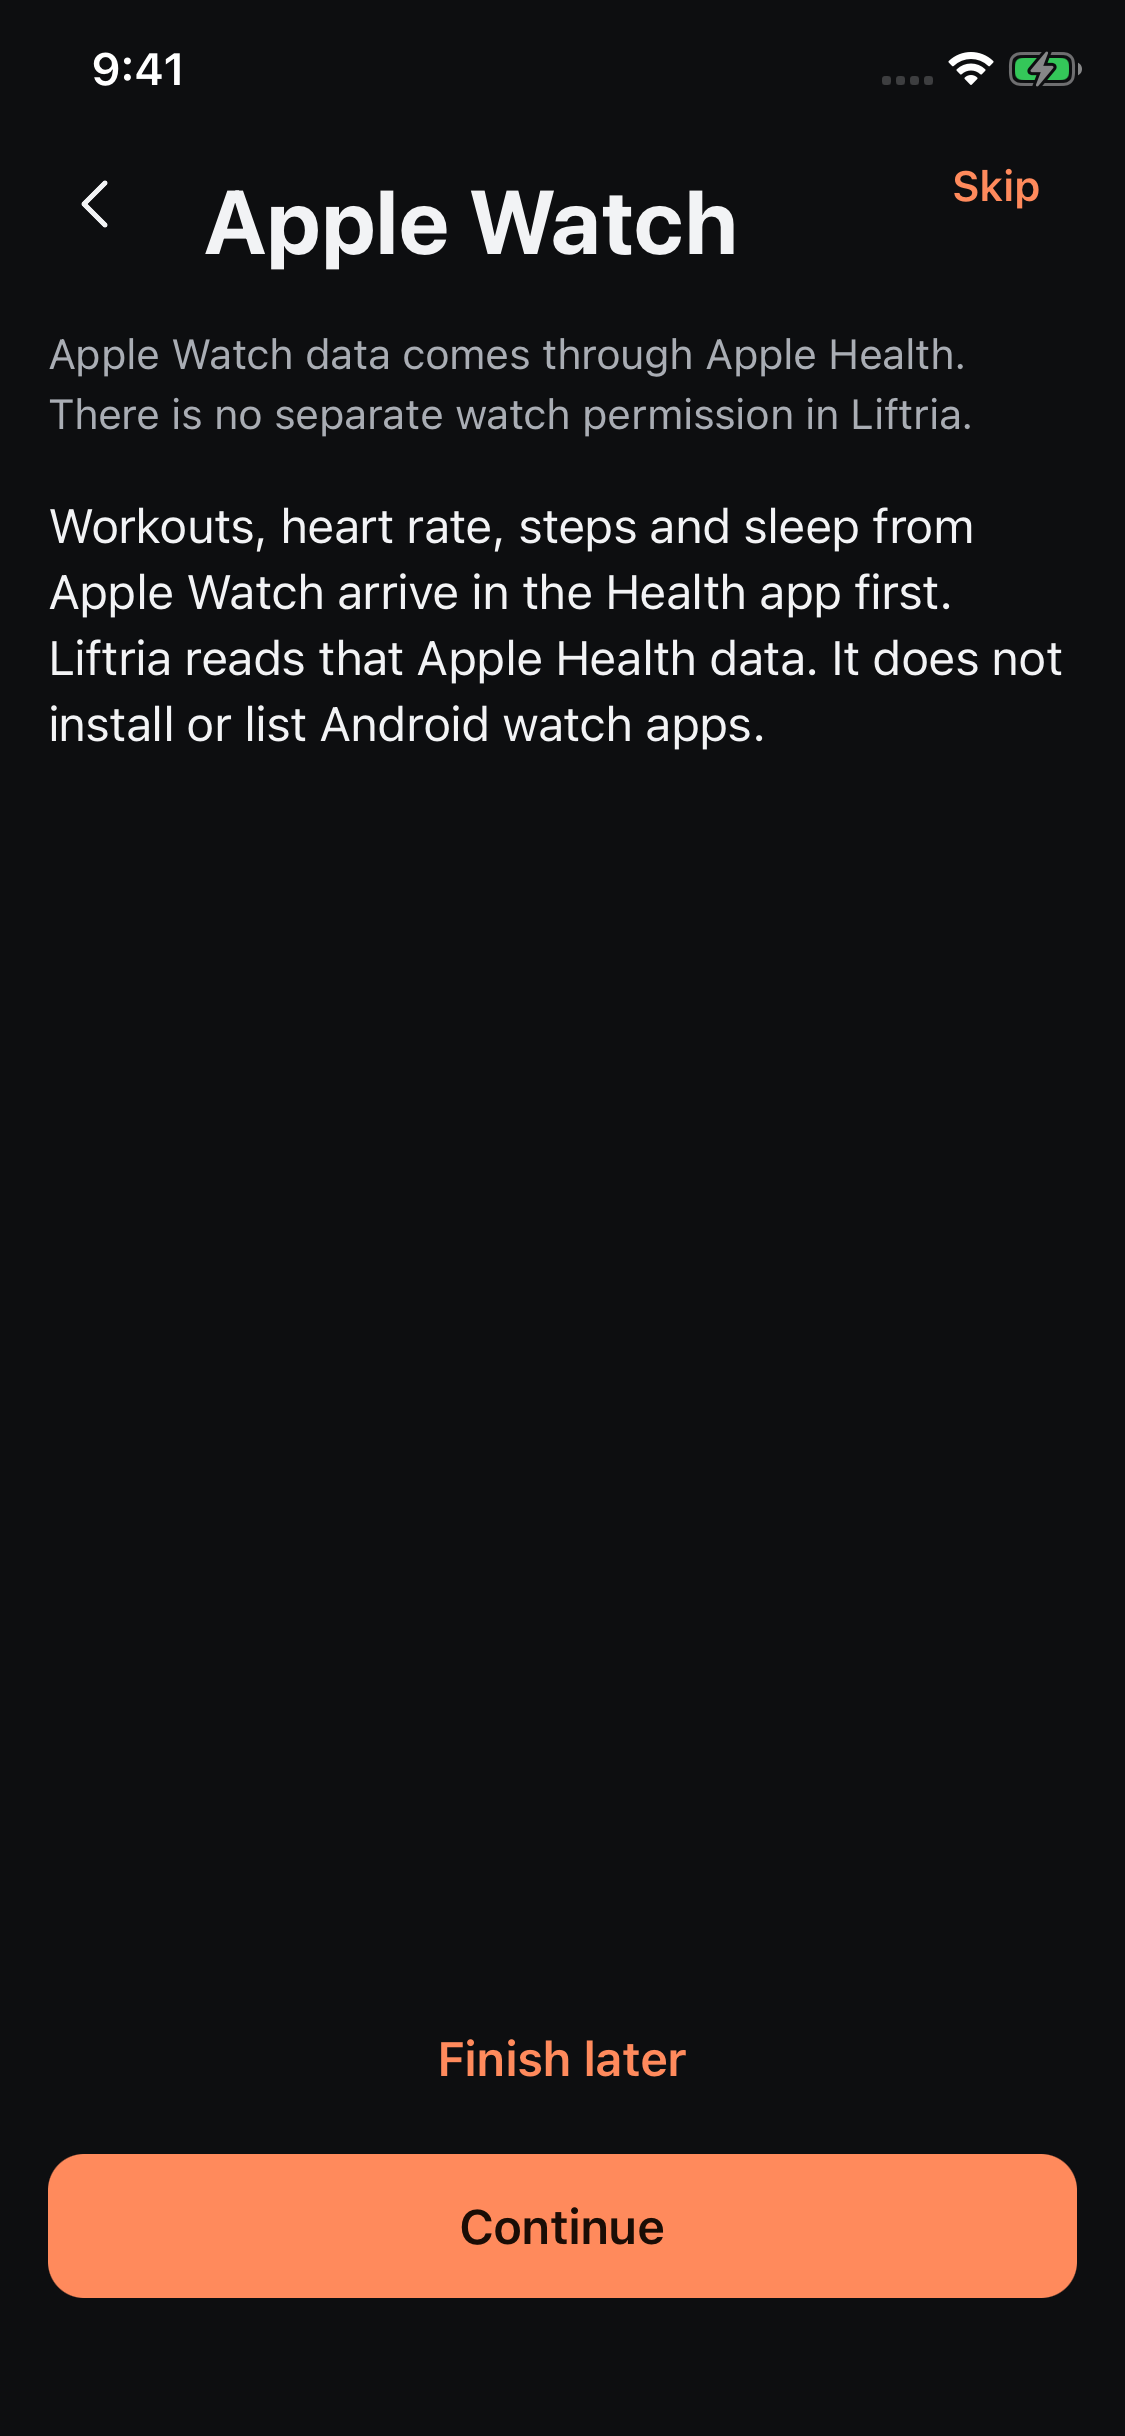 9:41
Apple Watch
Skip
Apple Watch data comes through Apple Health.
There is no separate watch permission in Liftria.
Workouts, heart rate, steps and sleep from
Apple Watch arrive in the Health app first.
Liftria reads that Apple Health data. It does not
install or list Android watch apps.
Finish later
Continue